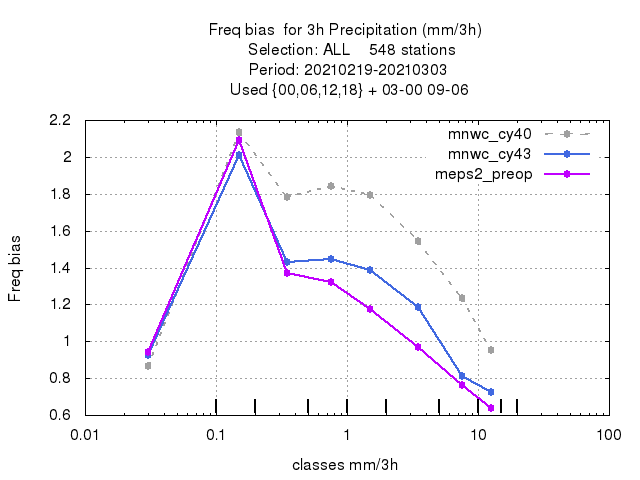 Freq bias  for 3h Precipitation (mm/3h)
Selection: ALL    548 stations
Period: 20210219-20210303
Used {00,06,12,18} + 03-00 09-06
mnwc_cy40
mnwc_cy43
meps2_preop
Freq bias
2.2
2
1.8
1.6
1.4
1.2
1
0.8
0.6
0.01
0.1
1
10
100
classes mm/3h